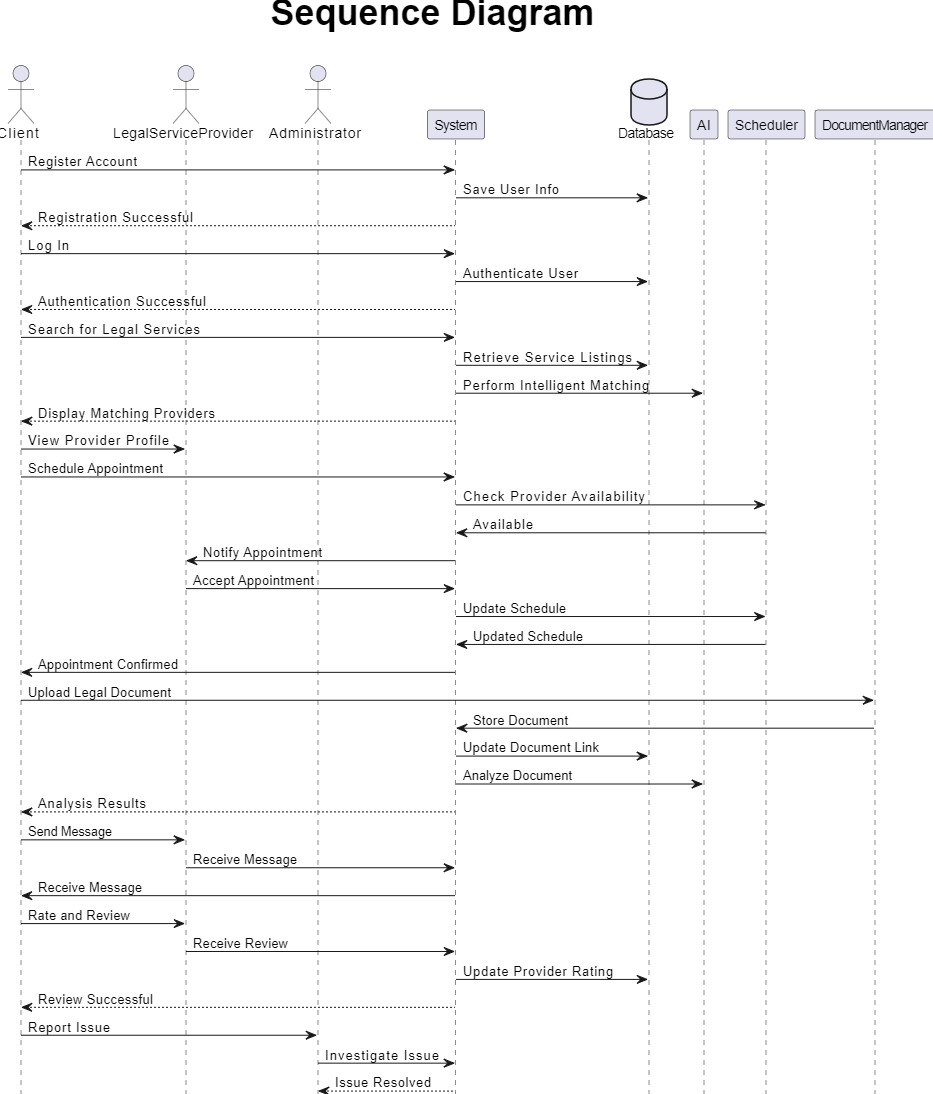 Sequence Diagram
Client LegalServiceProvider Administrator System Database AI Scheduler DocumentManager
Register Account
Save User Info
Registration Successful
Log In
Authenticate User
Authentication Successful
Search for Legal Services
Retrieve Service Listings
Perform Intelligent Matching
Display Matching Providers
View Provider Profile
Schedule Appointment
Check Provider Availability
Available
Notify Appointment
Accept Appointment
Update Schedule
Updated Schedule
Appointment Confirmed
Upload Legal Document
Store Document
Update Document Link
Analyze Document
Analysis Results
Send Message
Receive Message
Receive Message
Rate and Review
Receive Review
Update Provider Rating
Review Successful
Report Issue
Investigate Issue
Issue Resolved